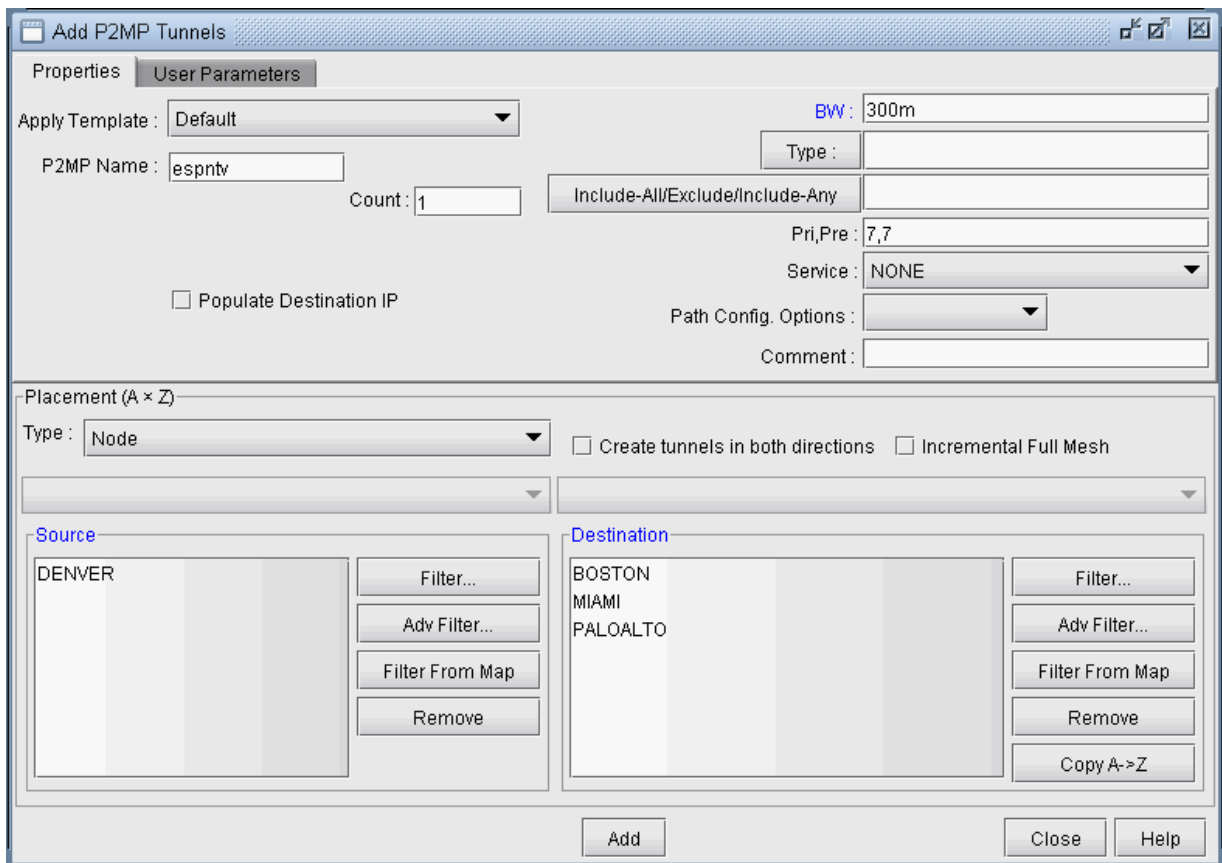 Add P2MP Tunnels
Properties
User Parameters
Apply Template : Default
BW : 300m
Type :
P2MP Name : espntv
Count : 1
Include-All/Exclude/Include-Any
Pri,Pre : 7,7
Service : NONE
Populate Destination IP
Path Config. Options :
Comment :
Placement (A × Z)
Type : Node
Create tunnels in both directions
Incremental Full Mesh
Source
DENVER
Filter...
Adv Filter...
Filter From Map
Remove
Destination
BOSTON
MIAMI
PALOALTO
Filter...
Adv Filter...
Filter From Map
Remove
Copy A->Z
Add
Close
Help